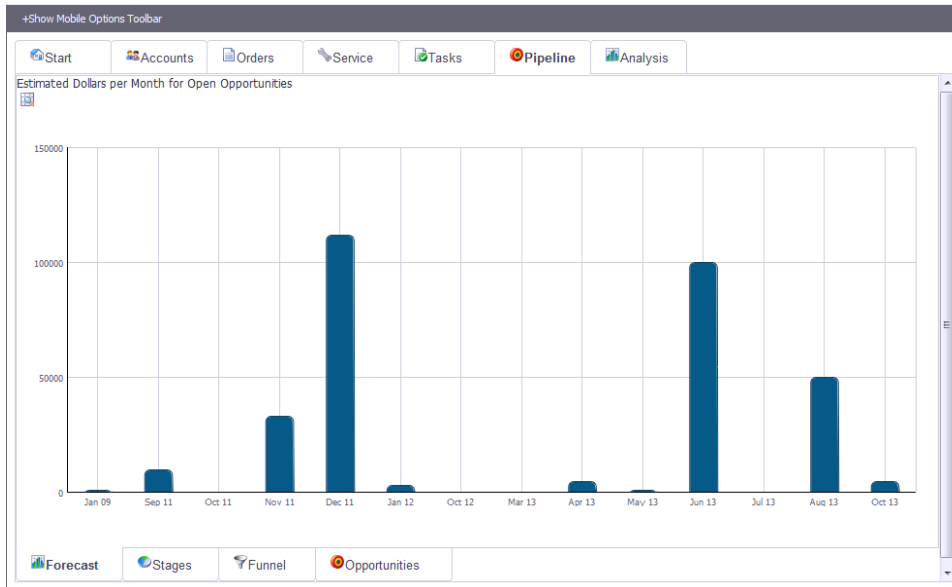 +Show Mobile Options Toolbar
Start Accounts Orders Service Tasks Pipeline Analysis
Estimated Dollars per Month for Open Opportunities
150000
100000
50000
0
Jan 09 Sep 11 Oct 11 Nov 11 Dec 11 Jan 12 Oct 12 Mar 13 Apr 13 May 13 Jun 13 Jul 13 Aug 13 Oct 13
Forecast Stages Funnel Opportunities